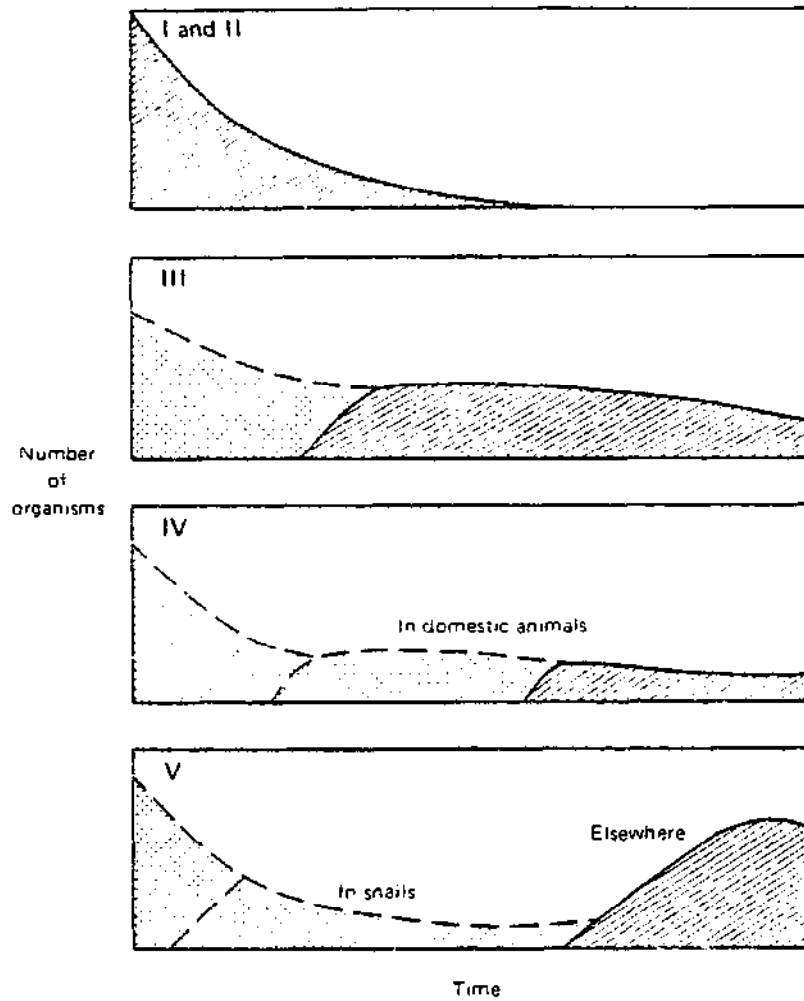 I and II
III
Number
of
organisms
IV
In domestic animals
V
Elsewhere
In snails
Time